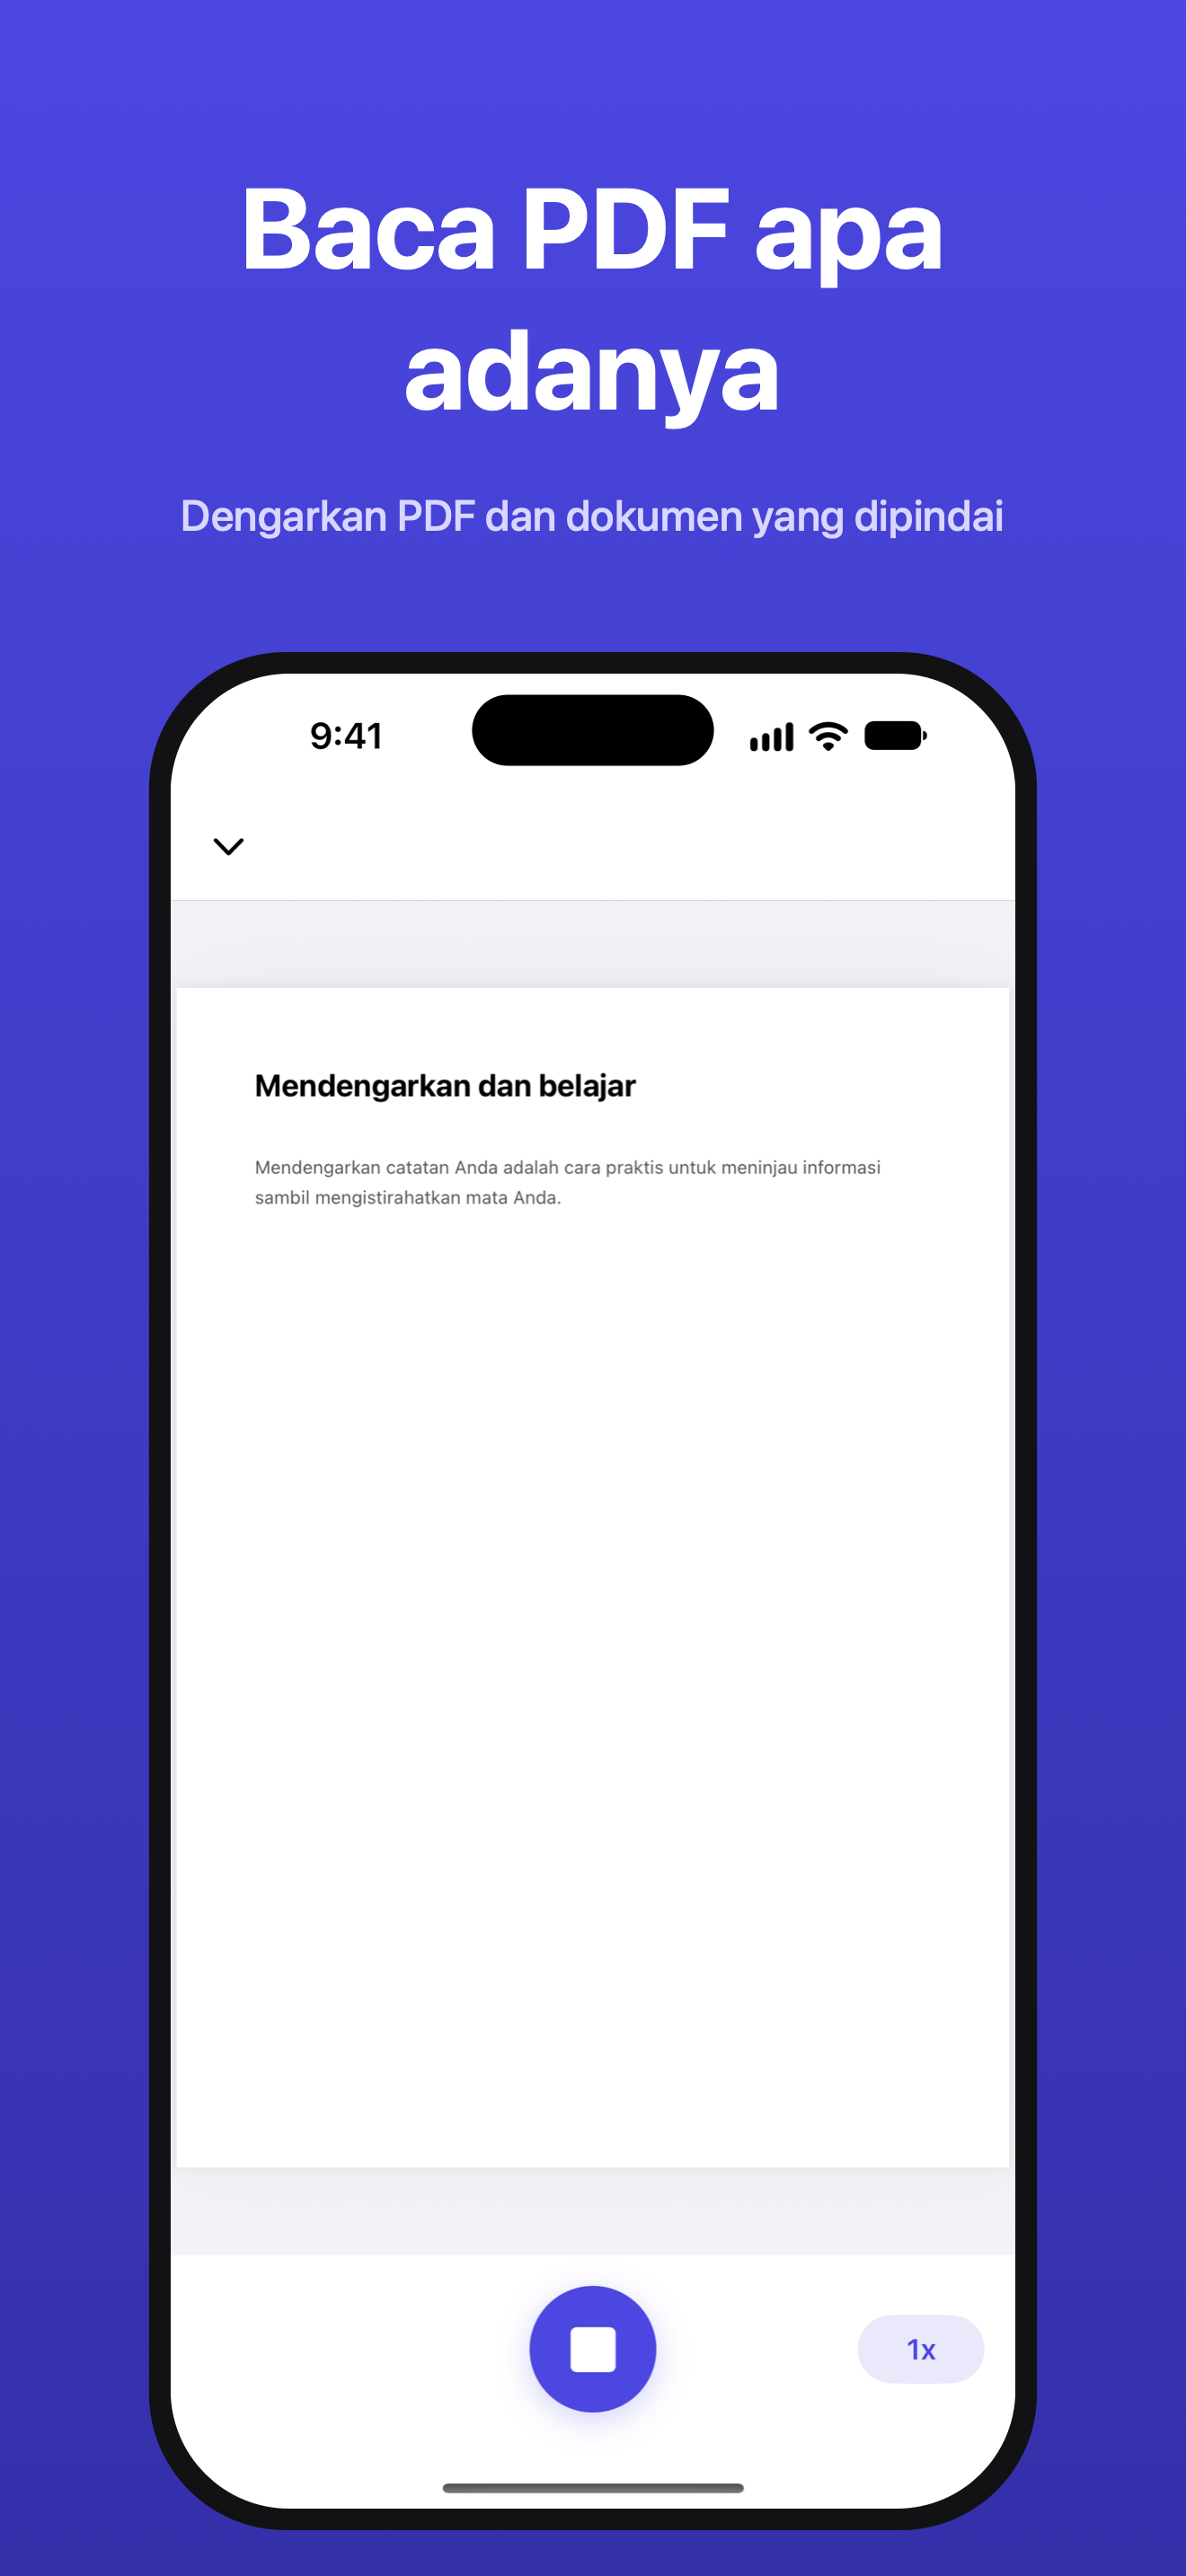 Baca PDF apa
adanya
Dengarkan PDF dan dokumen yang dipindai
9:41
Mendengarkan dan belajar
Mendengarkan catatan Anda adalah cara praktis untuk meninjau informasi
sambil mengistirahatkan mata Anda.
1x